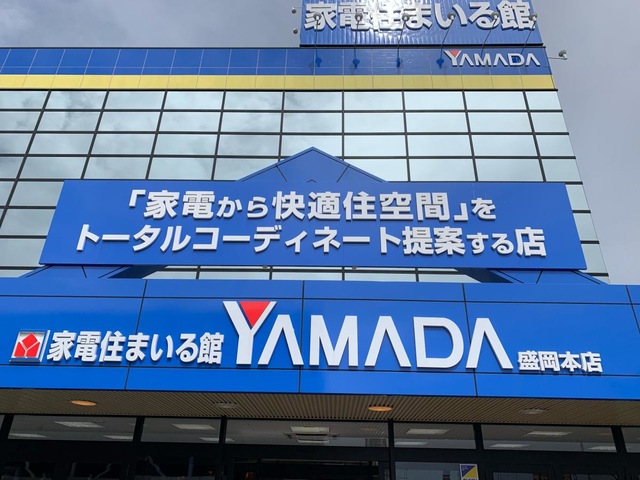 家電住まいる館
YAMADA
「家電から快適住空間」を
トータルコーディネート提案する店
家電住まいる館 YAMADA 盛岡本店